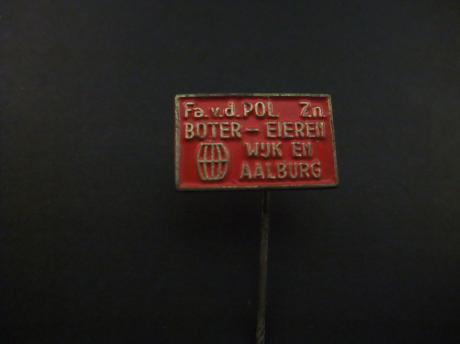 Fa. v.d. POL Zn.
BOTER -- EIEREN
WIJK EN
AALBURG